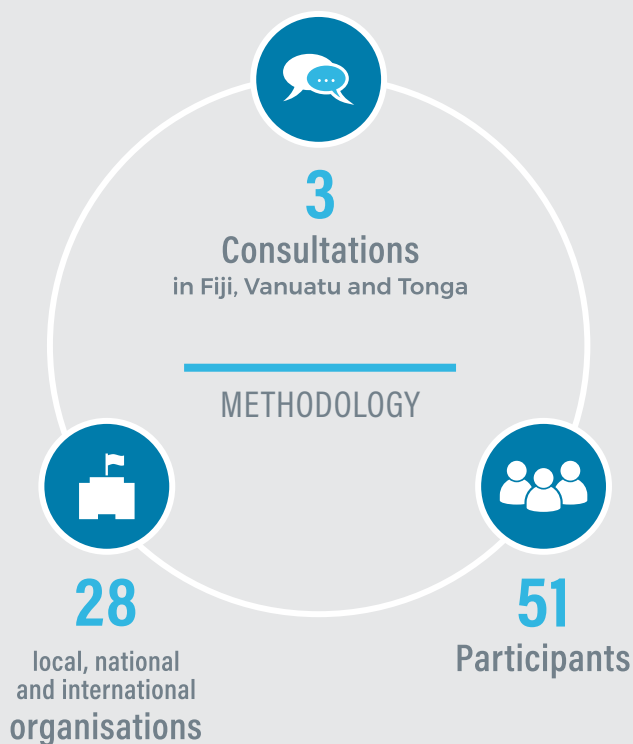 3
Consultations
in Fiji, Vanuatu and Tonga
METHODOLOGY
28
local, national
and international
organisations
51
Participants